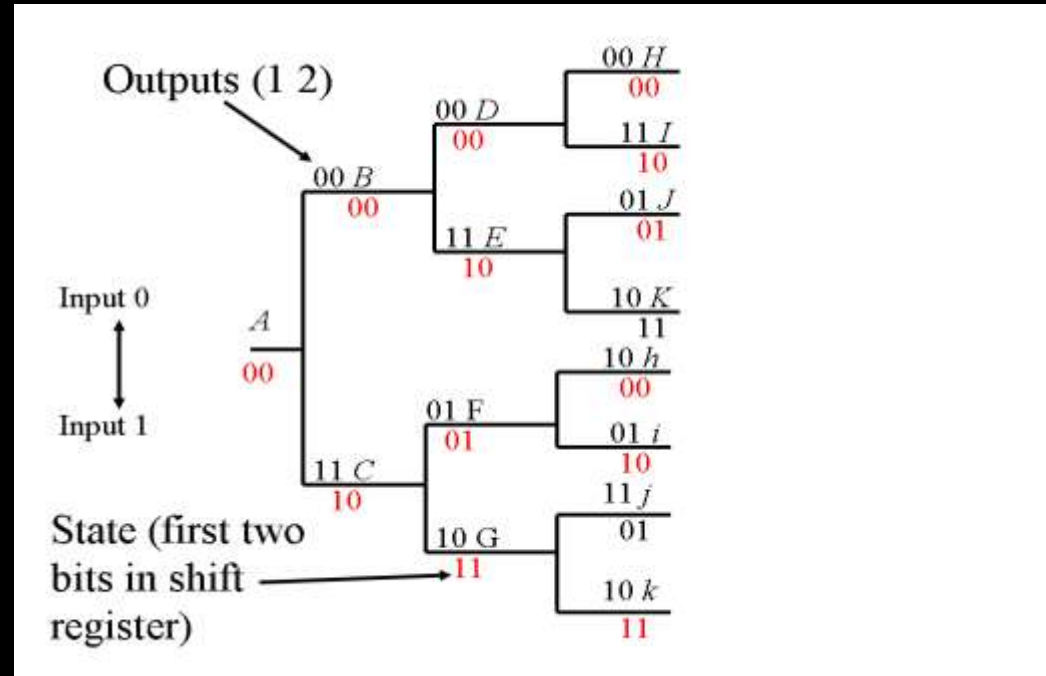 Outputs (1 2)
00 H
00
11 I
10
00 D
00
01 J
01
00 B
00
11 E
10
10 K
11
Input 0
A
00
Input 1
10 h
00
01 F
01
01 i
10
11 C
10
11 j
01
10 G
11
10 k
11
State (first two
bits in shift
register)